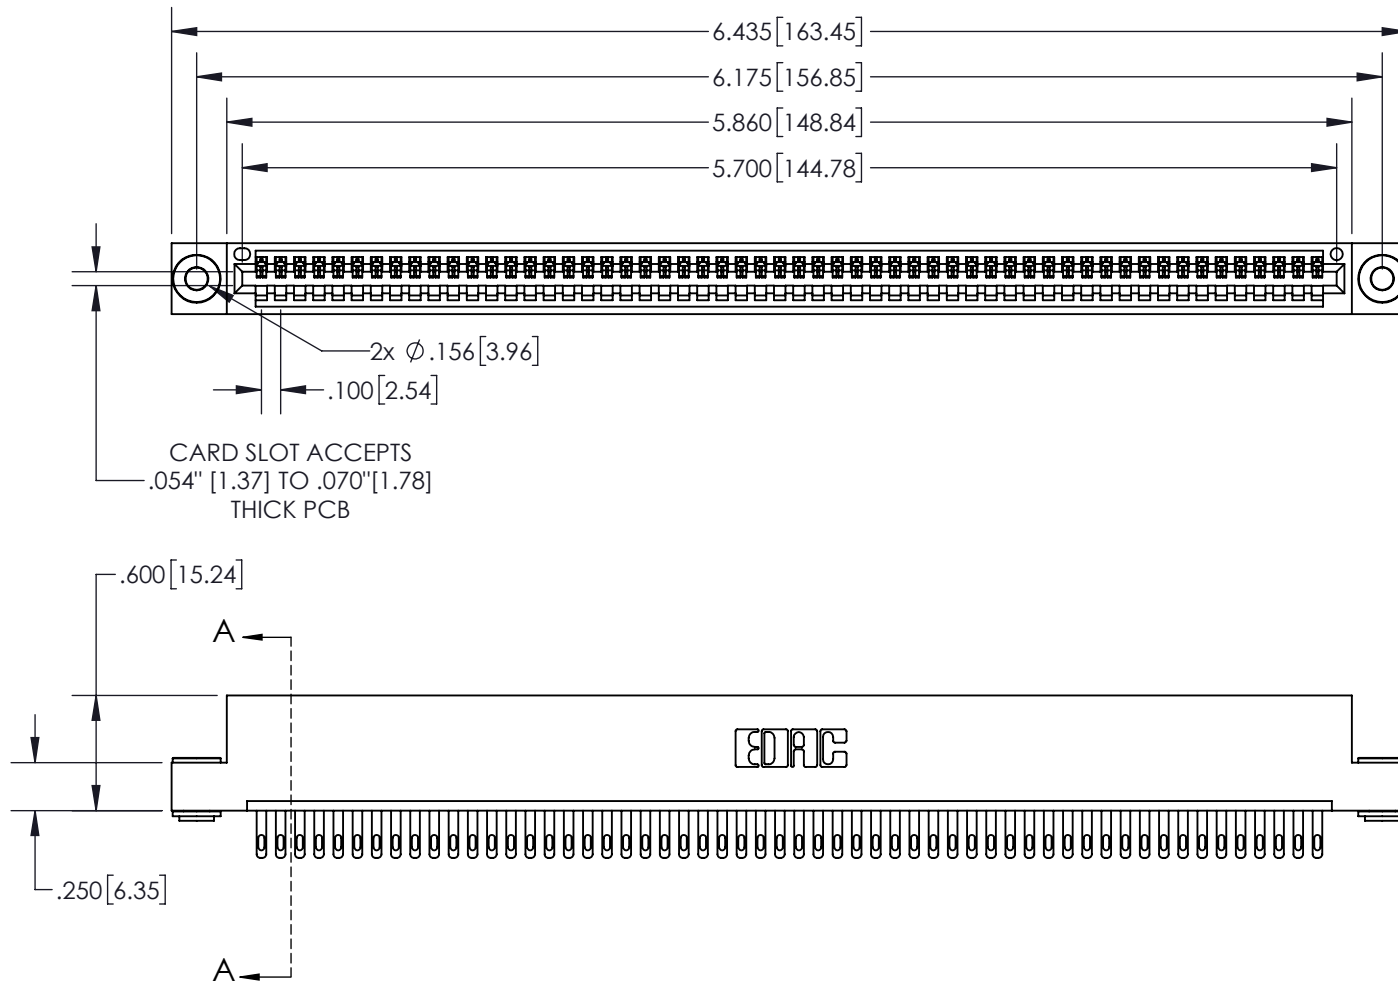 6.435[163.45]
6.175[156.85]
5.860[148.84]
5.700[144.78]
2x ∅.156[3.96]
.100[2.54]
CARD SLOT ACCEPTS
.054" [1.37] TO .070"[1.78]
THICK PCB
.600[15.24]
A
EDAC
.250[6.35]
A